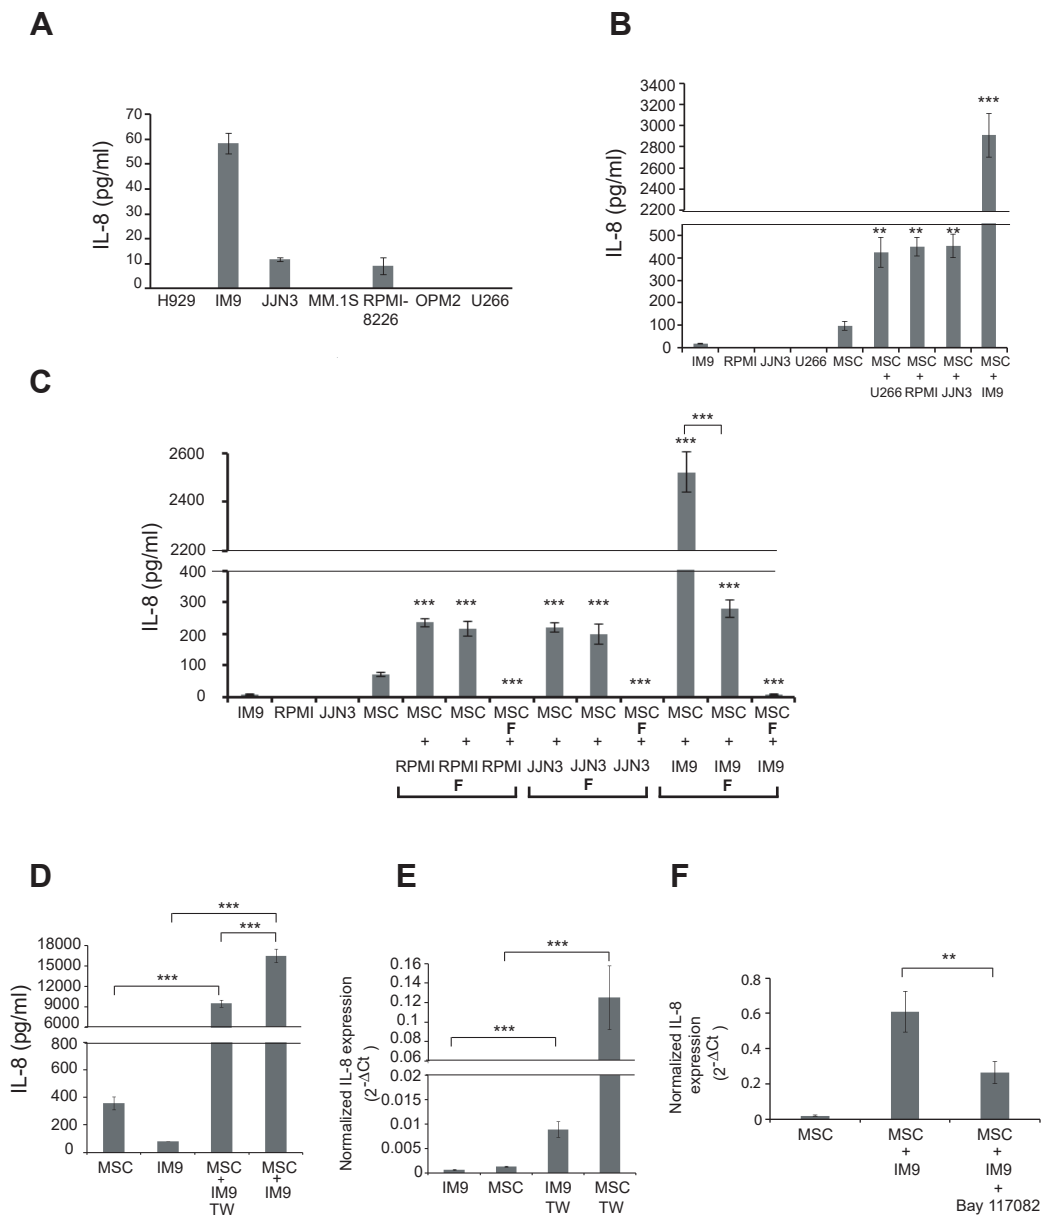 A
IL-8 (pg/ml)
70
60
50
40
30
20
10
0
H929 IM9 JJN3 MM.1S RPMI- OPM2 U266
8226
B
IL-8 (pg/ml)
3400
3200
3000
2800
2600
2400
2200
500
400
300
200
100
0
** ** ** ***
IM9 RPMI JJN3 U266 MSC MSC MSC MSC MSC
+ + + +
U266 RPMI JJN3 IM9
C
IL-8 (pg/ml)
2600
2400
2200
400
300
200
100
0
***
***
*** *** *** *** *** *** *** ***
IM9 RPMI JJN3 MSC MSC MSC MSC MSC MSC MSC MSC MSC MSC
F F F
+ + + + + + + + +
RPMI RPMI RPMI JJN3 JJN3 JJN3 IM9 IM9 IM9
F F F
D
IL-8 (pg/ml)
18000
15000
12000
9000
6000
800
600
400
200
0
***
***
***
MSC IM9 MSC MSC
+ +
IM9 IM9
TW
E
Normalized IL-8 expression
(2-ΔCt )
0.16
0.14
0.12
0.1
0.08
0.06
0.02
0.015
0.01
0.005
0
***
***
IM9 MSC IM9 MSC
TW TW
F
Normalized IL-8
expression
(2-ΔCt )
0.8
0.6
0.4
0.2
0
**
MSC MSC MSC
+ +
IM9 IM9
+
Bay 117082